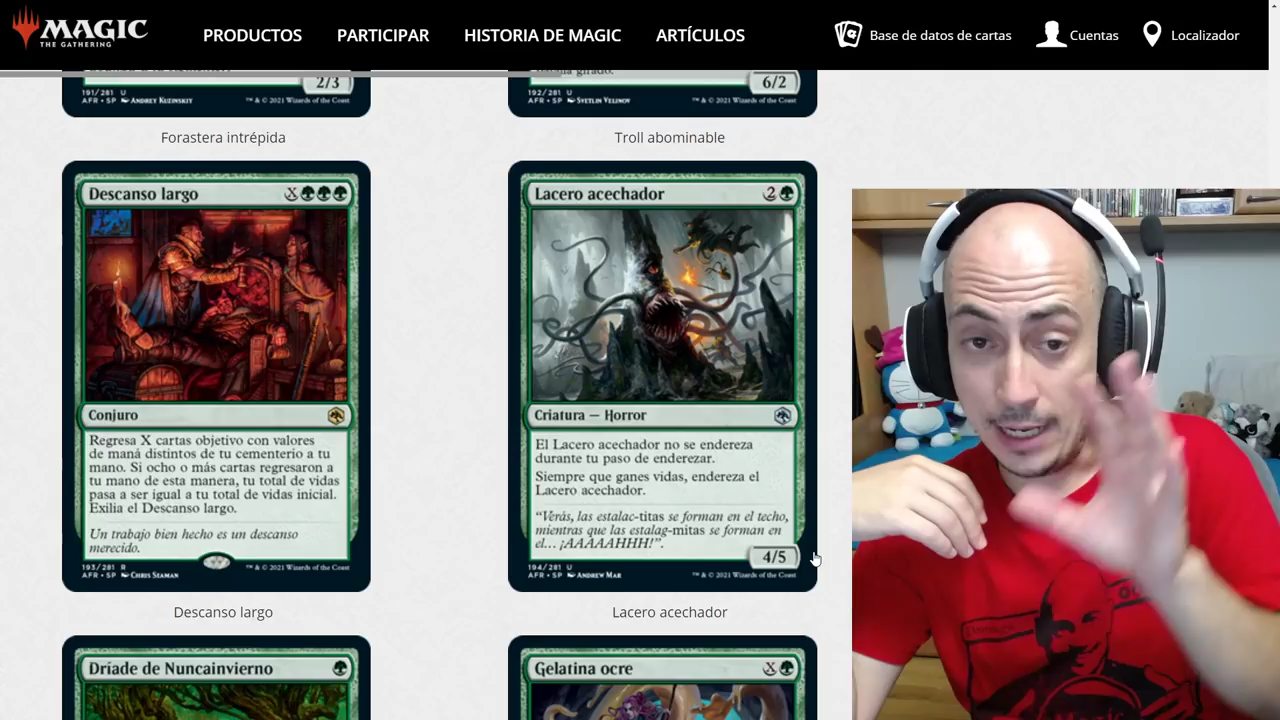 MAGIC
THE GATHERING
PRODUCTOS
PARTICIPAR
HISTORIA DE MAGIC
ARTÍCULOS
Base de datos de cartas
Cuentas
Localizador
2/3
191/281 U
AFR • SP ANDREY KUZINSKIY
™ & © 2021 Wizards of the Coast
Forastera intrépida
girado.
6/2
192/281 U
AFR • SP SVETLIN VELINOV
™ & © 2021 Wizards of the Coast
Troll abominable
Descanso largo X
Conjuro
Regresa X cartas objetivo con valores
de maná distintos de tu cementerio a tu
mano. Si ocho o más cartas regresaron a
tu mano de esta manera, tu total de vidas
pasa a ser igual a tu total de vidas inicial.
Exilia el Descanso largo.
Un trabajo bien hecho es un descanso
merecido.
193/281 R
AFR • SP CHRIS SEAMAN
™ & © 2021 Wizards of the Coast
Descanso largo
Lacero acechador 2
Criatura — Horror
El Lacero acechador no se endereza
durante tu paso de enderezar.
Siempre que ganes vidas, endereza el
Lacero acechador.
“Verás, las estalac-titas se forman en el techo,
mientras que las estalag-mitas se forman en
el... ¡AAAAAHHH!”.
4/5
194/281 U
AFR • SP ANDREW MAR
™ & © 2021 Wizards of the Coast
Lacero acechador
Dríade de Nuncainvierno
Gelatina ocre X